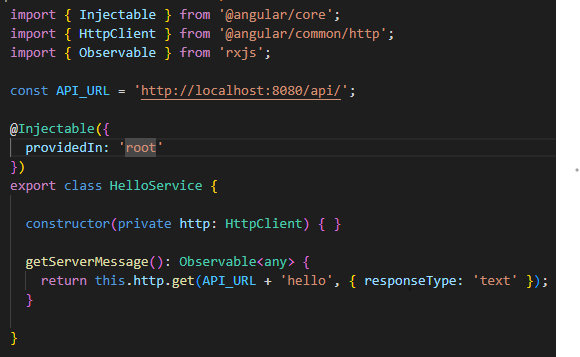 import { Injectable } from '@angular/core';
import { HttpClient } from '@angular/common/http';
import { Observable } from 'rxjs';
const API_URL = 'http://localhost:8080/api/';
@Injectable({
providedIn: 'root'
})
export class HelloService {
constructor(private http: HttpClient) { }
getServerMessage(): Observable<any> {
return this.http.get(API_URL + 'hello', { responseType: 'text' });
}
}